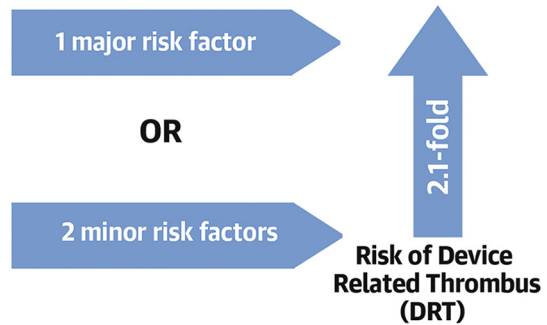 1 major risk factor
OR
2 minor risk factors
2.1-fold
Risk of Device
Related Thrombus
(DRT)